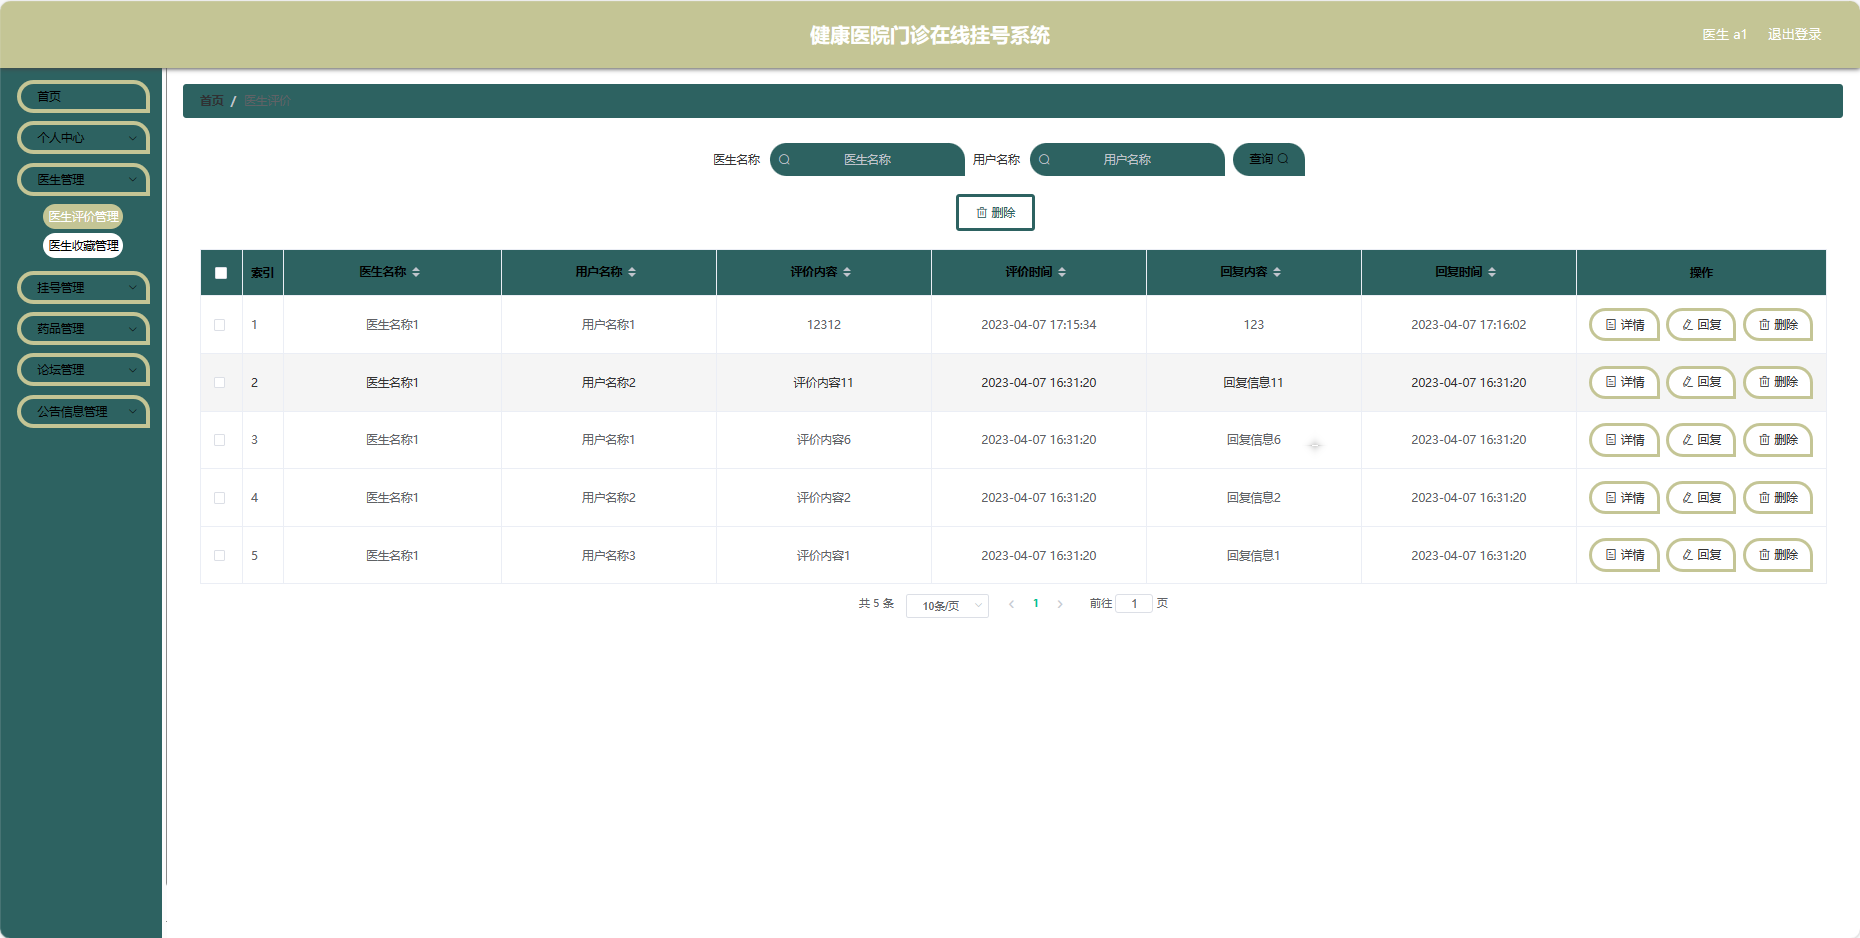 健康医院门诊在线挂号系统
医生 a1 退出登录
首页
个人中心
医生管理
医生评价管理
医生收藏管理
挂号管理
药品管理
论坛管理
公告信息管理
首页 / 医生评价
医生名称 医生名称 用户名称 用户名称 查询
删除
索引 医生名称 用户名称 评价内容 评价时间 回复内容 回复时间 操作
1 医生名称1 用户名称1 12312 2023-04-07 17:15:34 123 2023-04-07 17:16:02 详情 回复 删除
2 医生名称1 用户名称2 评价内容11 2023-04-07 16:31:20 回复信息11 2023-04-07 16:31:20 详情 回复 删除
3 医生名称1 用户名称1 评价内容6 2023-04-07 16:31:20 回复信息6 2023-04-07 16:31:20 详情 回复 删除
4 医生名称1 用户名称2 评价内容2 2023-04-07 16:31:20 回复信息2 2023-04-07 16:31:20 详情 回复 删除
5 医生名称1 用户名称3 评价内容1 2023-04-07 16:31:20 回复信息1 2023-04-07 16:31:20 详情 回复 删除
共 5 条 10条/页 1 前往 1 页